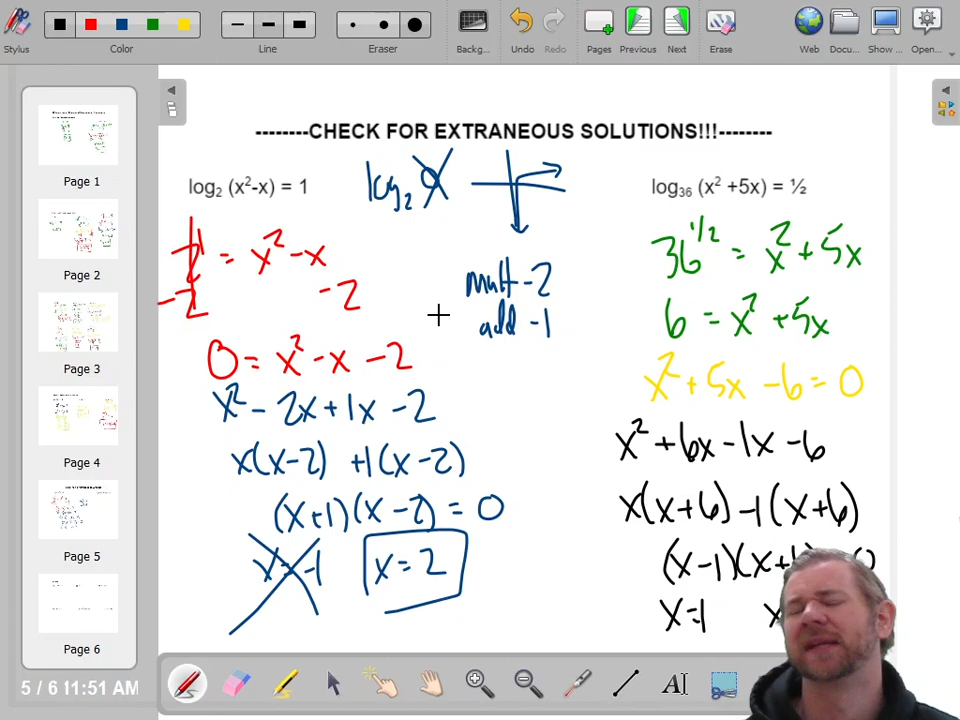 Stylus
Color
Line
Eraser
Backg...
Undo
Redo
Pages
Previous
Next
Erase
Web
Docu...
Show ...
Open...
Page 1
Page 2
Page 3
Page 4
Page 5
Page 6
5 / 6 11:51 AM
--------CHECK FOR EXTRANEOUS SOLUTIONS!!!--------
log₂ (x²-x) = 1
log₂
2¹ = x² - x
-2 -2
0 = x² - x - 2
x² - 2x + 1x - 2
x(x-2) +1(x-2)
(x+1)(x-2) = 0
x = -1
x = 2
mult -2
add -1
log₃₆ (x² +5x) = ½
36^1/2 = x² + 5x
6 = x² + 5x
x² + 5x - 6 = 0
x² + 6x - 1x - 6
x(x+6) -1(x+6)
(x-1)(x+
x=1 x